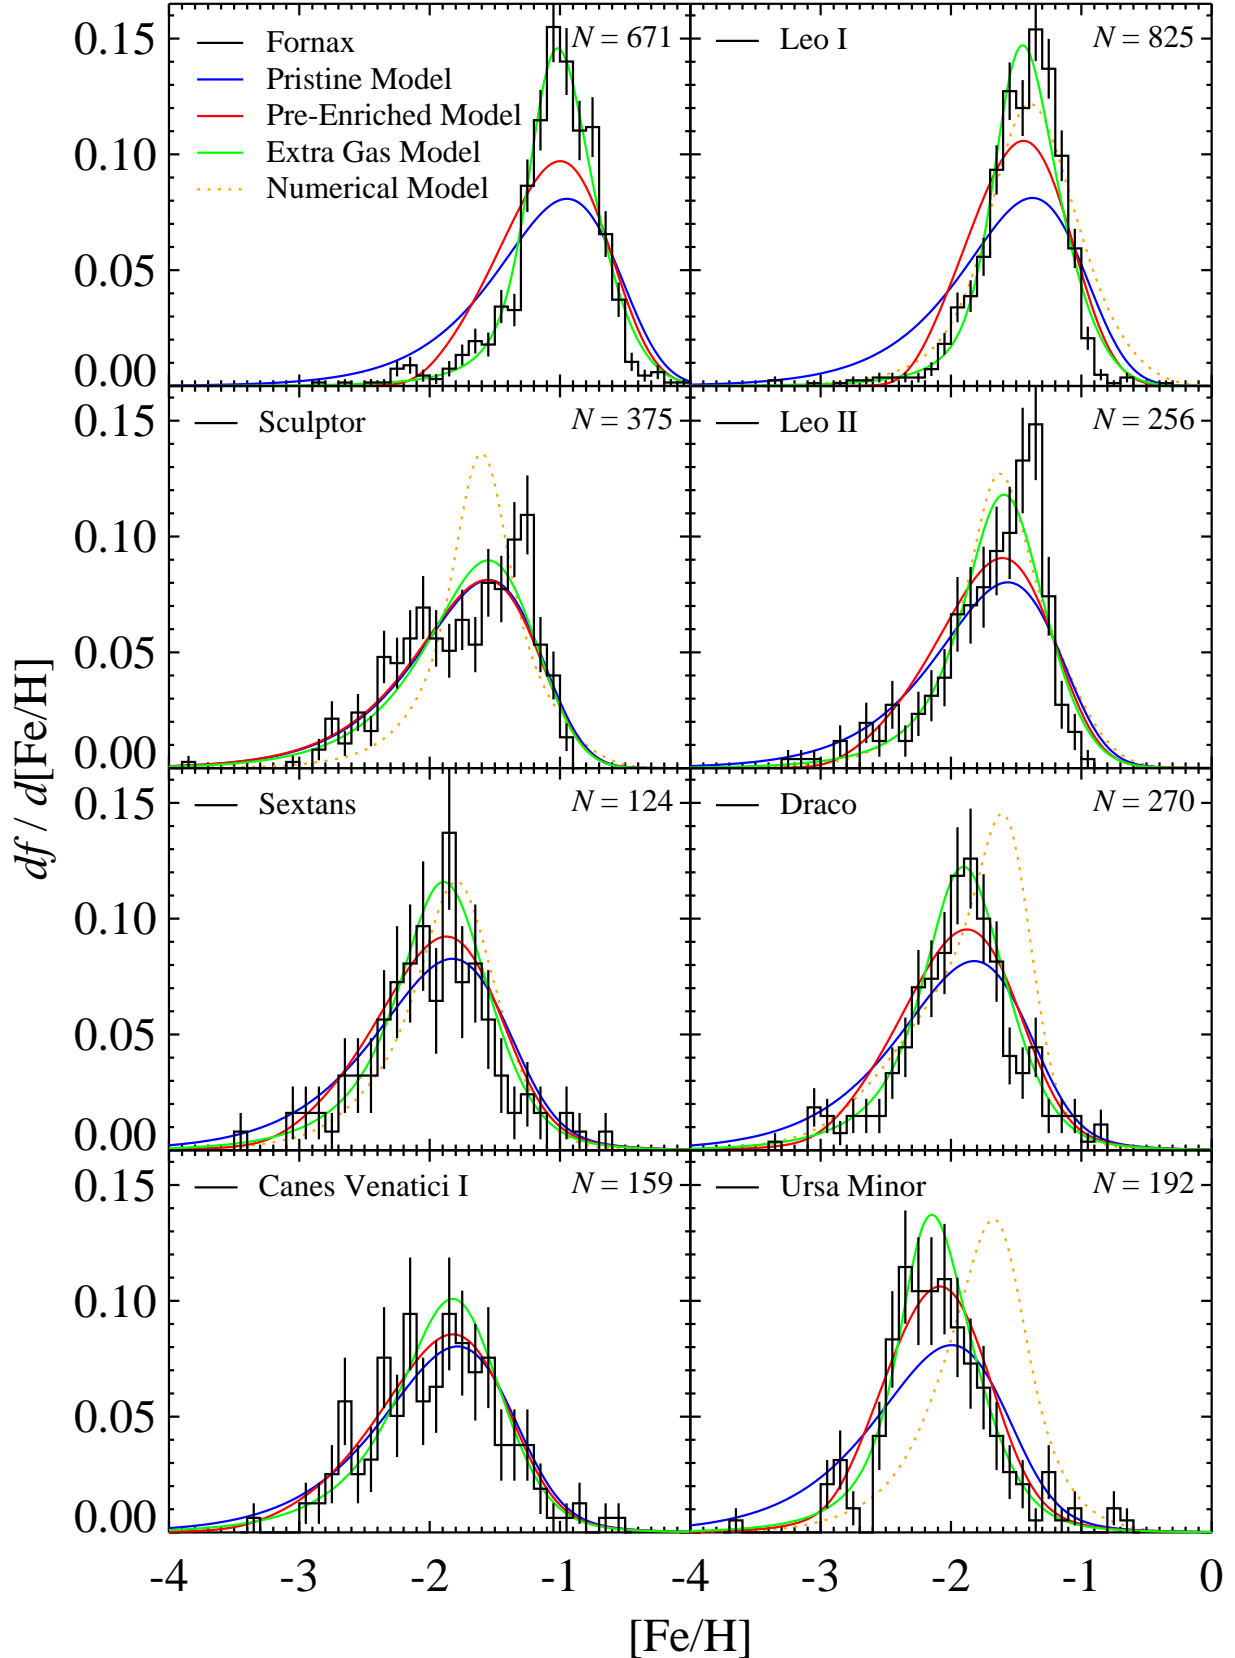 0.15
0.10
0.05
0.00
Fornax
Pristine Model
Pre-Enriched Model
Extra Gas Model
Numerical Model
N = 671
Leo I
N = 825
0.15
0.10
0.05
0.00
Sculptor
N = 375
Leo II
N = 256
0.15
0.10
0.05
0.00
Sextans
N = 124
Draco
N = 270
0.15
0.10
0.05
0.00
Canes Venatici I
N = 159
Ursa Minor
N = 192
df / d[Fe/H]
-4 -3 -2 -1 -4 -3 -2 -1 0
[Fe/H]